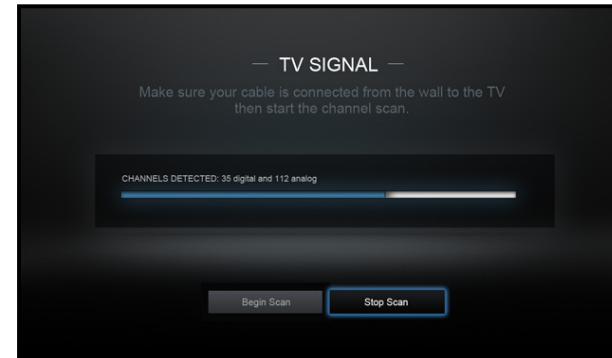 — TV SIGNAL —
Make sure your cable is connected from the wall to the TV
then start the channel scan.
CHANNELS DETECTED: 35 digital and 112 analog
Begin Scan
Stop Scan